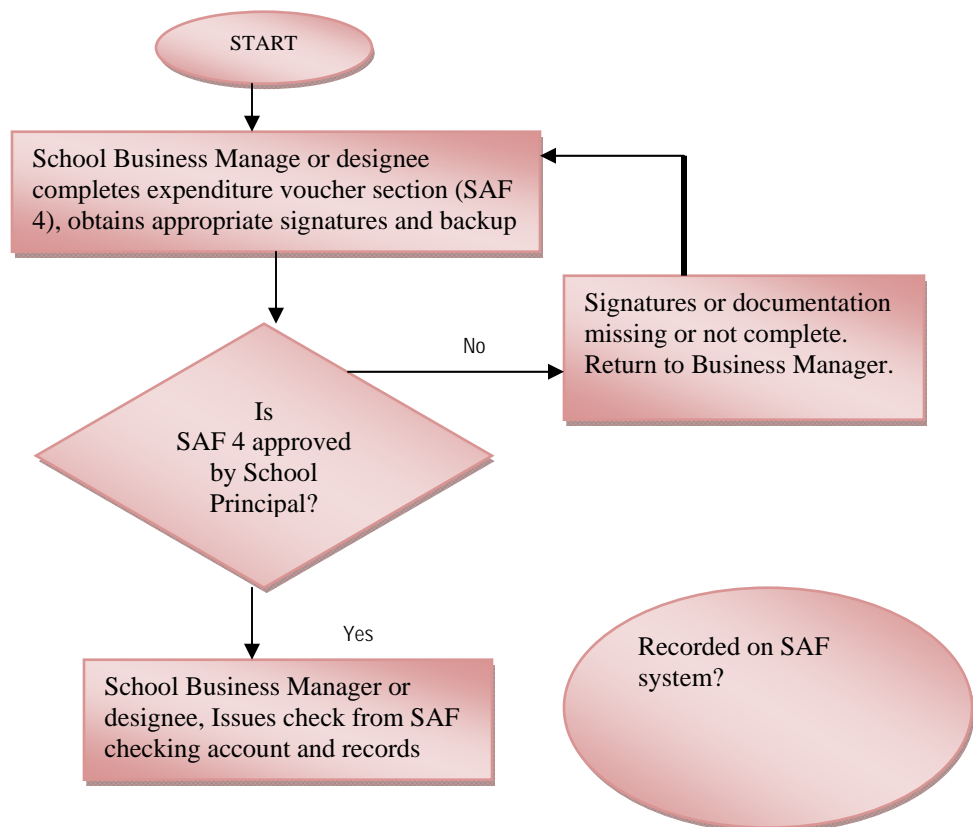 START
School Business Manage or designee
completes expenditure voucher section (SAF
4), obtains appropriate signatures and backup
Signatures or documentation
missing or not complete.
Return to Business Manager.
No
Is
SAF 4 approved
by School
Principal?
Yes
School Business Manager or
designee, Issues check from SAF
checking account and records
Recorded on SAF
system?